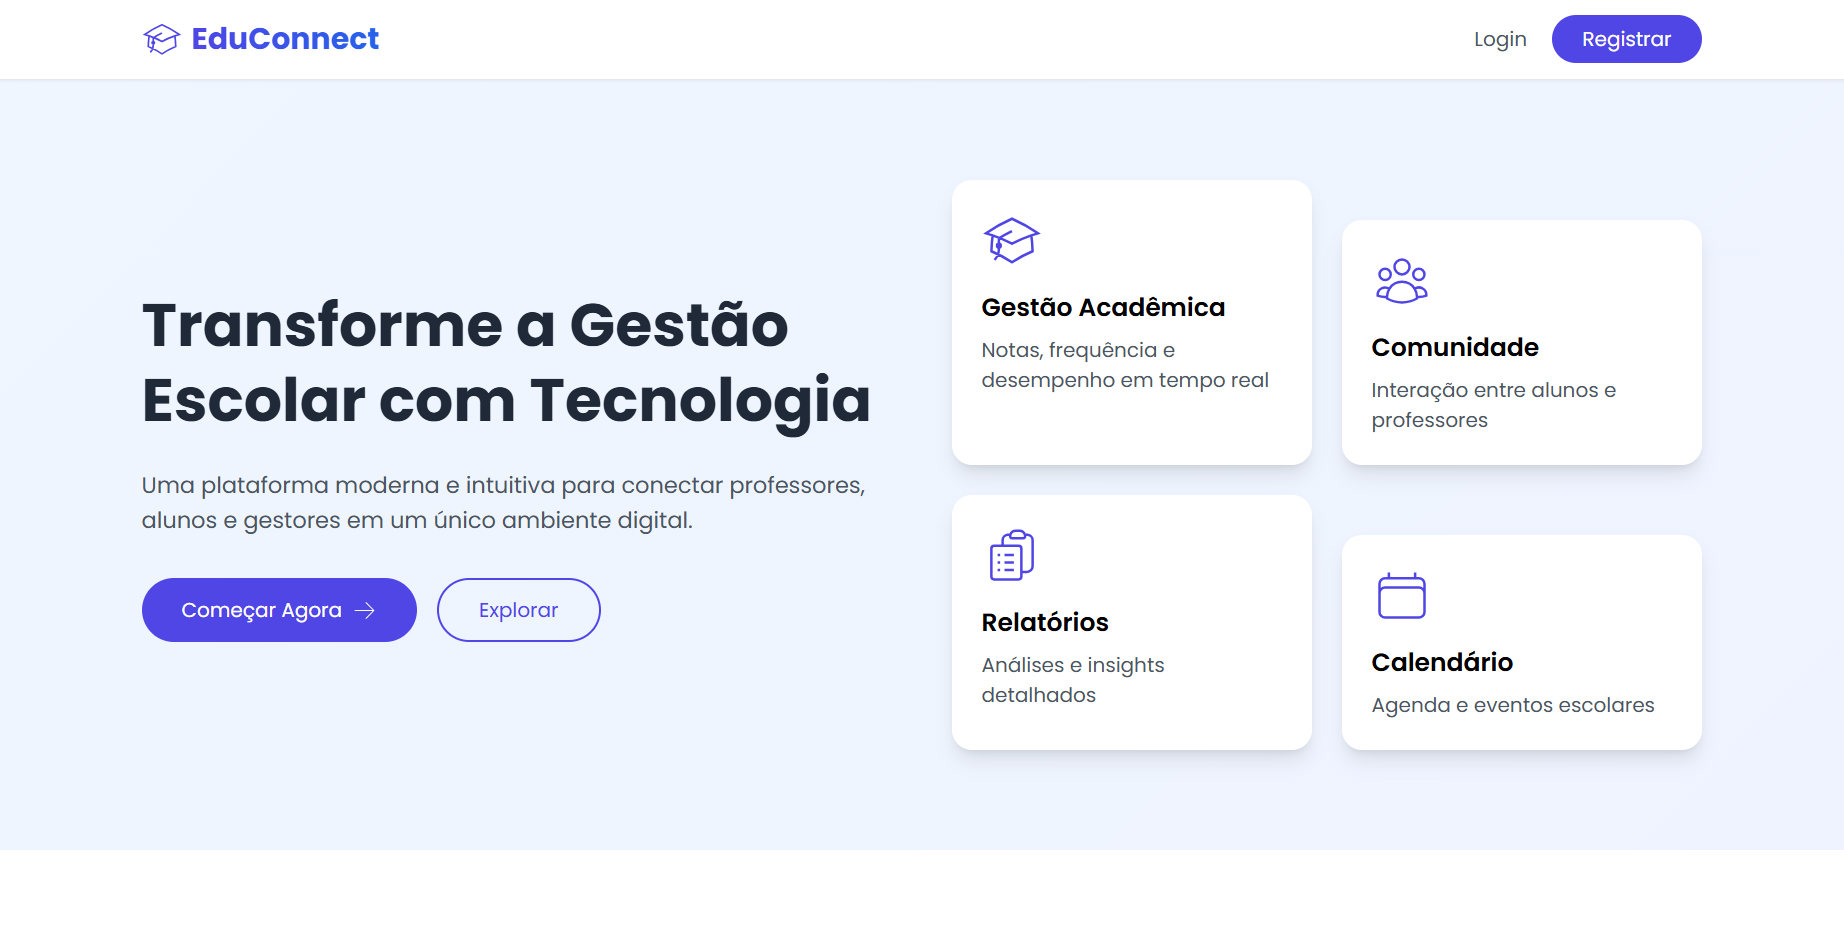 EduConnect
Login
Registrar
Transforme a Gestão
Escolar com Tecnologia
Uma plataforma moderna e intuitiva para conectar professores,
alunos e gestores em um único ambiente digital.
Começar Agora
Explorar
Gestão Acadêmica
Notas, frequência e
desempenho em tempo real
Comunidade
Interação entre alunos e
professores
Relatórios
Análises e insights
detalhados
Calendário
Agenda e eventos escolares